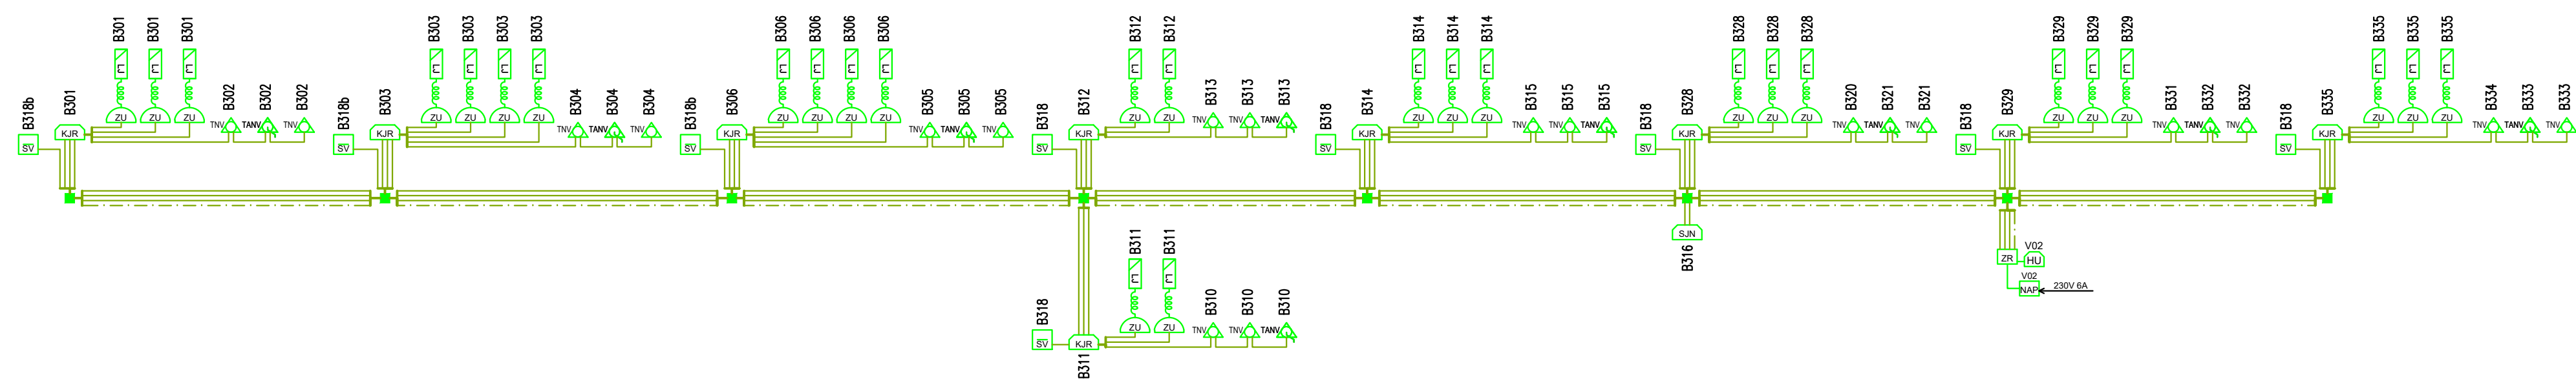 B301 B301 B301
B318b B301 B302 B302 B302
ZU ZU ZU
TNV TANV TNV
KJR
SV
B303 B303 B303 B303
B318b B303 B304 B304 B304
ZU ZU ZU ZU
TNV TANV TNV
KJR
SV
B306 B306 B306 B306
B318b B306 B305 B305 B305
ZU ZU ZU ZU
TNV TANV TNV
KJR
SV
B312 B312
B318 B312 B313 B313 B313
ZU ZU
TNV TNV TANV
KJR
SV
B314 B314 B314
B318 B314 B315 B315 B315
ZU ZU ZU
TNV TNV TANV
KJR
SV
B328 B328 B328
B318 B328 B320 B321 B321
ZU ZU ZU
TNV TANV TNV
KJR
SV
B329 B329 B329
B318 B329 B331 B332 B332
ZU ZU ZU
TNV TANV TNV
KJR
SV
B335 B335 B335
B318 B335 B334 B333 B333
ZU ZU ZU
TNV TANV TNV
KJR
SV
B311 B311
B318 B310 B310 B310
ZU ZU
TNV TNV TANV
KJR
SV
B311
SJN
B316
V02
ZR HU
V02
NAP 230V 6A